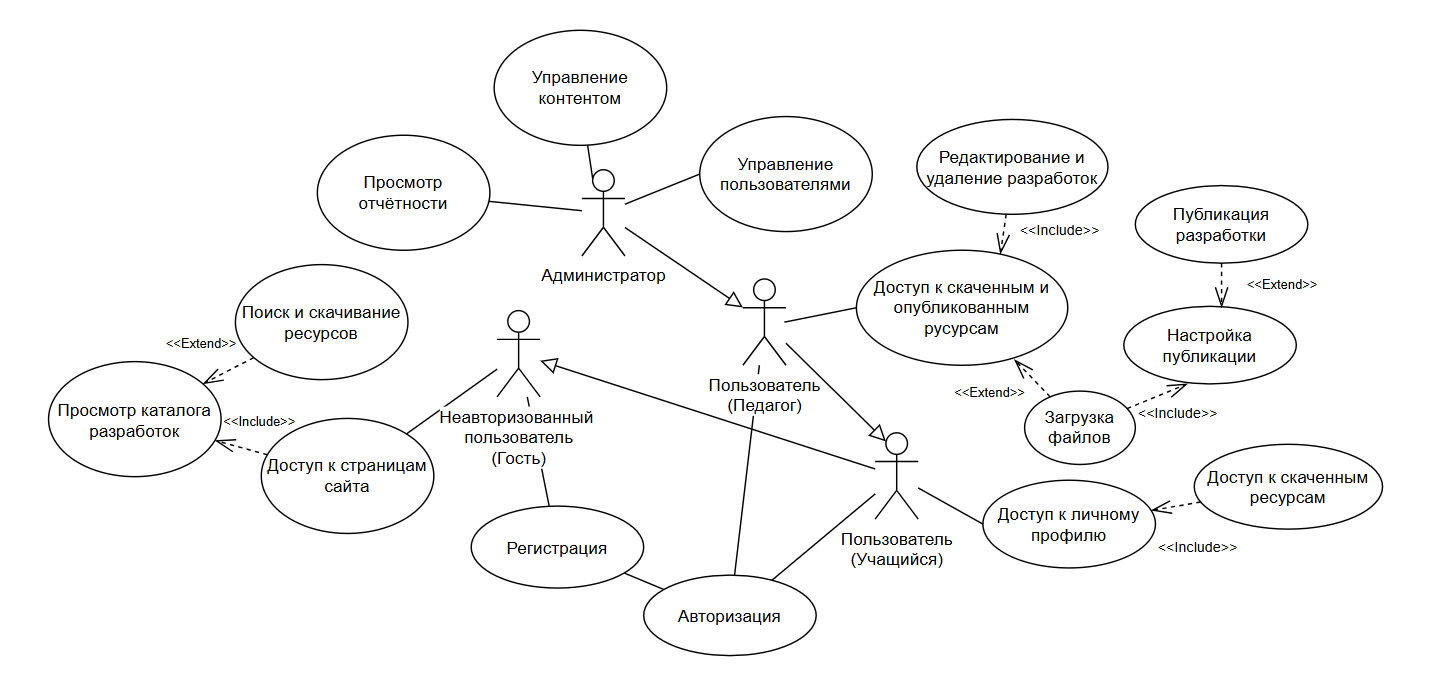 Управление
контентом
Просмотр
отчётности
Управление
пользователями
Администратор
Редактирование и
удаление разработок
<<Include>>
Публикация
разработки
<<Extend>>
Доступ к скаченным и
опубликованным
русурсам
Настройка
публикации
Поиск и скачивание
ресурсов
<<Extend>>
Просмотр каталога
разработок
<<Include>>
Доступ к страницам
сайта
Неавторизованный
пользователь
(Гость)
Пользователь
(Педагог)
<<Extend>>
Загрузка
файлов
<<Include>>
Пользователь
(Учащийся)
Доступ к личному
профилю
Доступ к скаченным
ресурсам
<<Include>>
Регистрация
Авторизация